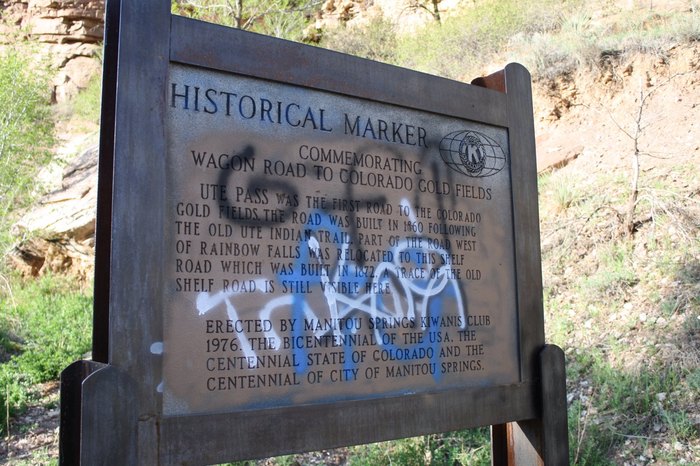 HISTORICAL MARKER
COMMEMORATING
WAGON ROAD TO COLORADO GOLD FIELDS
UTE PASS WAS THE FIRST ROAD TO THE COLORADO
GOLD FIELDS. THE ROAD WAS BUILT IN 1860 FOLLOWING
THE OLD UTE INDIAN TRAIL. PART OF THE ROAD WEST
OF RAINBOW FALLS WAS RELOCATED TO THIS SHELF
ROAD WHICH WAS BUILT IN 1872. A TRACE OF THE OLD
SHELF ROAD IS STILL VISIBLE HERE
ERECTED BY MANITOU SPRINGS KIWANIS CLUB
1976. THE BICENTENNIAL OF THE U.S.A. THE
CENTENNIAL STATE OF COLORADO AND THE
CENTENNIAL OF CITY OF MANITOU SPRINGS.